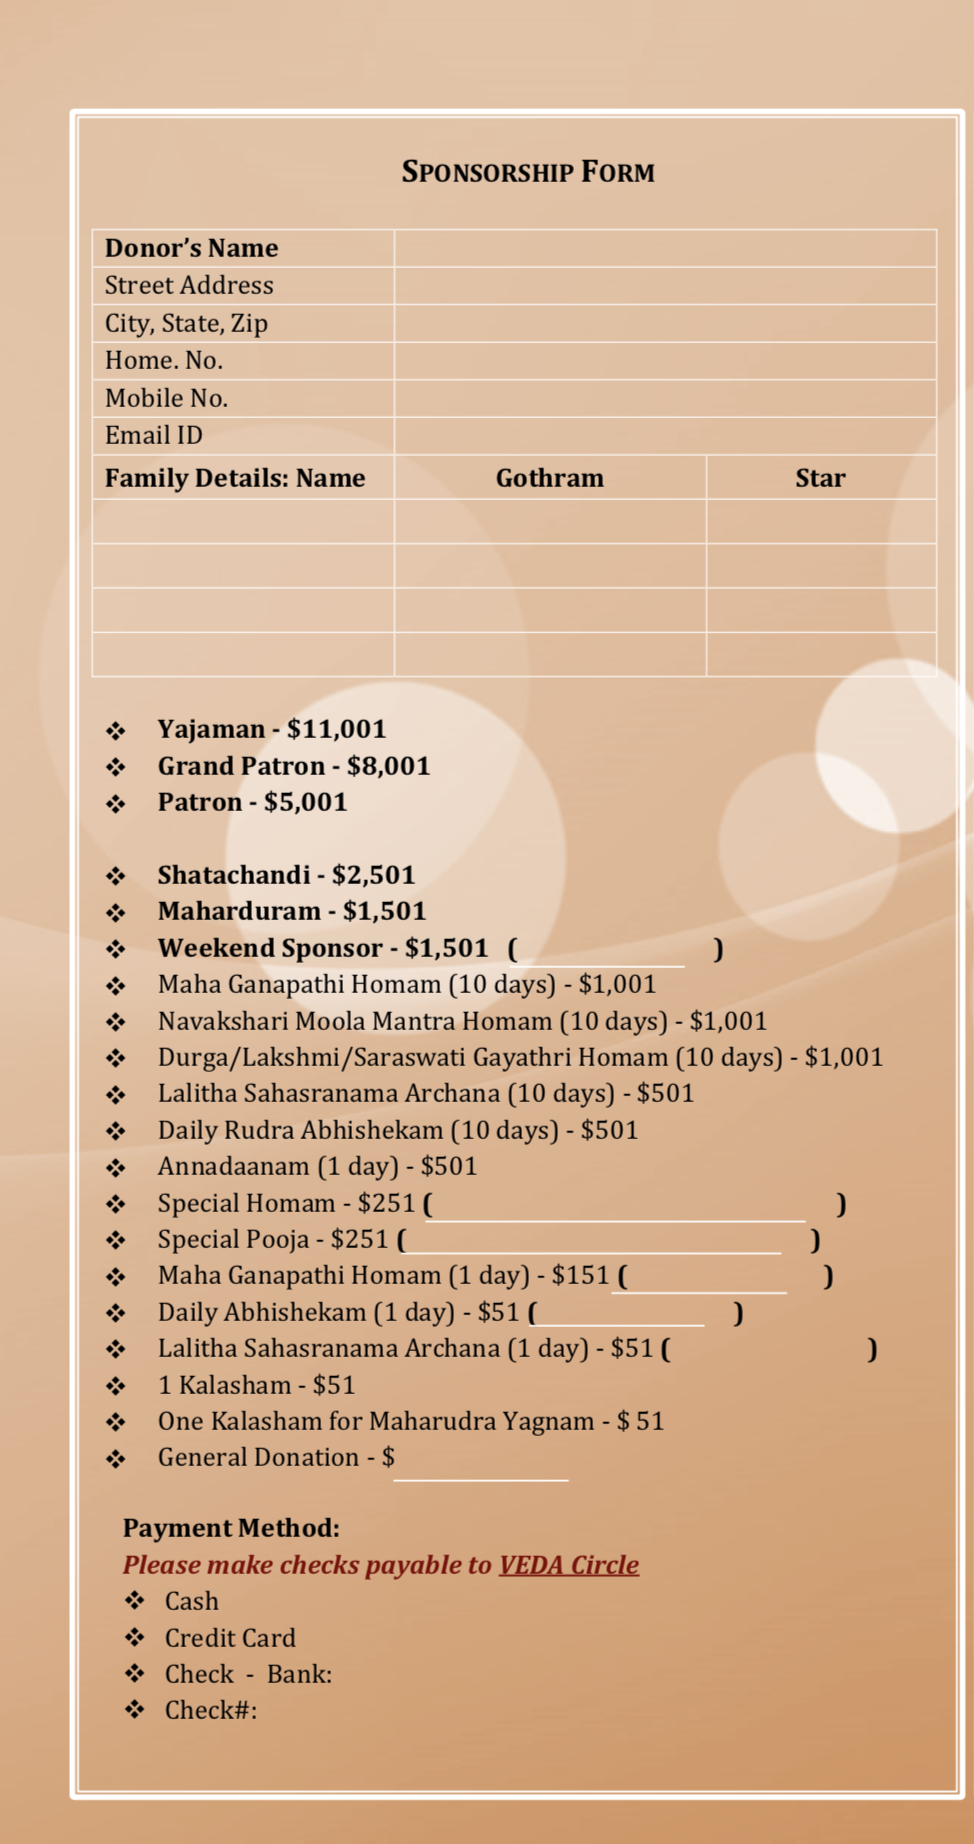 SPONSORSHIP FORM
Donor's Name
Street Address
City, State, Zip
Home. No.
Mobile No.
Email ID
Family Details: Name Gothram Star
❖ Yajaman - $11,001
❖ Grand Patron - $8,001
❖ Patron - $5,001
❖ Shatachandi - $2,501
❖ Maharduram - $1,501
❖ Weekend Sponsor - $1,501 ( )
❖ Maha Ganapathi Homam (10 days) - $1,001
❖ Navakshari Moola Mantra Homam (10 days) - $1,001
❖ Durga/Lakshmi/Saraswati Gayathri Homam (10 days) - $1,001
❖ Lalitha Sahasranama Archana (10 days) - $501
❖ Daily Rudra Abhishekam (10 days) - $501
❖ Annadaanam (1 day) - $501
❖ Special Homam - $251 ( )
❖ Special Pooja - $251 ( )
❖ Maha Ganapathi Homam (1 day) - $151 ( )
❖ Daily Abhishekam (1 day) - $51 ( )
❖ Lalitha Sahasranama Archana (1 day) - $51 ( )
❖ 1 Kalasham - $51
❖ One Kalasham for Maharudra Yagnam - $ 51
❖ General Donation - $
Payment Method:
Please make checks payable to VEDA Circle
❖ Cash
❖ Credit Card
❖ Check - Bank:
❖ Check#: